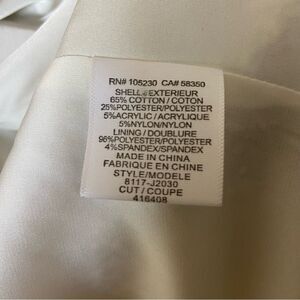 RN# 105230 CA# 58350
SHELL/EXTERIEUR
65% COTTON / COTON
25%POLYESTER/POLYESTER
5%ACRYLIC / ACRYLIQUE
5%NYLON/NYLON
LINING / DOUBLURE
96%POLYESTER/POLYESTER
4%SPANDEX/SPANDEX
MADE IN CHINA
FABRIQUE EN CHINE
STYLE/MODELE
8117-J2030
CUT / COUPE
416408